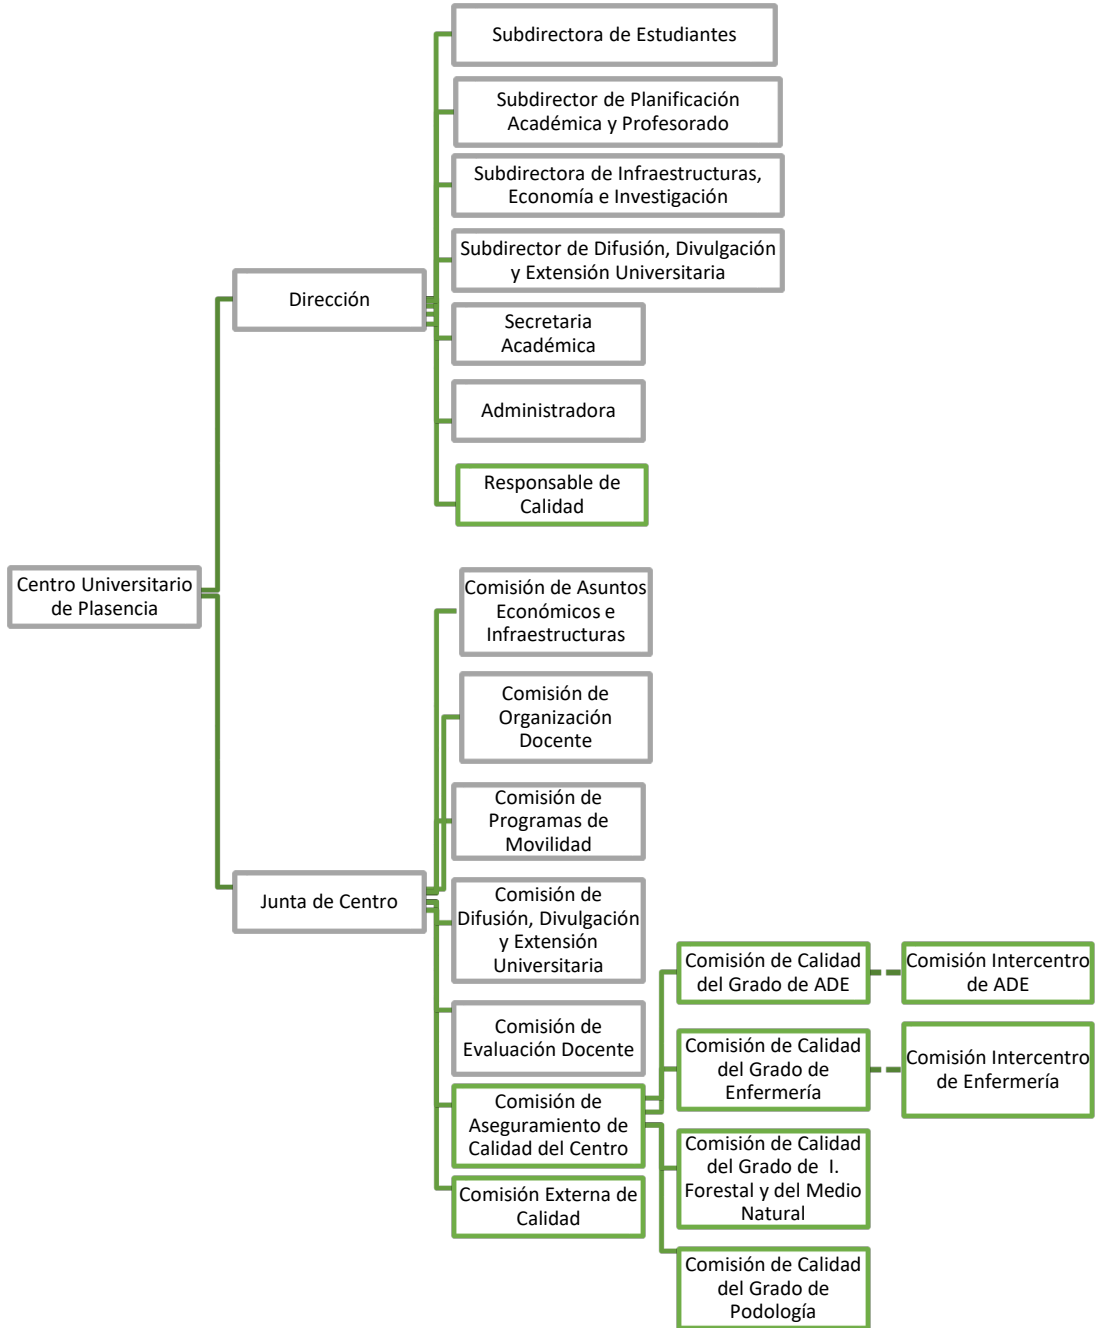 Subdirectora de Estudiantes
Subdirector de Planificación
Académica y Profesorado
Subdirectora de Infraestructuras,
Economía e Investigación
Subdirector de Difusión, Divulgación
y Extensión Universitaria
Dirección
Secretaria
Académica
Administradora
Responsable de
Calidad
Centro Universitario
de Plasencia
Comisión de Asuntos
Económicos e
Infraestructuras
Comisión de
Organización
Docente
Comisión de
Programas de
Movilidad
Junta de Centro
Comisión de
Difusión, Divulgación
y Extensión
Universitaria
Comisión de
Evaluación Docente
Comisión de
Aseguramiento de
Calidad del Centro
Comisión Externa de
Calidad
Comisión de Calidad
del Grado de ADE
Comisión Intercentro
de ADE
Comisión de Calidad
del Grado de
Enfermería
Comisión Intercentro
de Enfermería
Comisión de Calidad
del Grado de I.
Forestal y del Medio
Natural
Comisión de Calidad
del Grado de
Podología